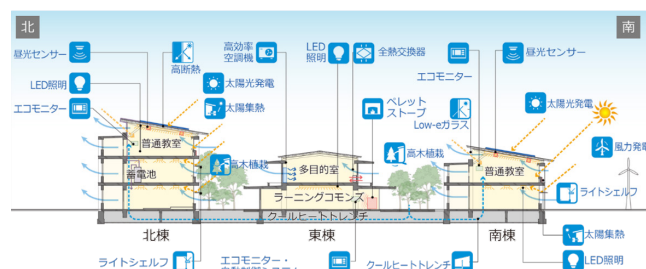 北
南
昼光センサー
高断熱
高効率
空調機
LED
照明
全熱交換器
昼光センサー
エコモニター
LED照明
太陽光発電
エコモニター
太陽集熱
ペレット
ストーブ
Low-eガラス
太陽光発電
普通教室
高木植栽
高木植栽
風力発電
蓄電池
多目的室
普通教室
ラーニングコモンズ
ライトシェルフ
クールヒートトレンチ
北棟
東棟
南棟
太陽集熱
ライトシェルフ
エコモニター・
クールヒートトレンチ
LED照明